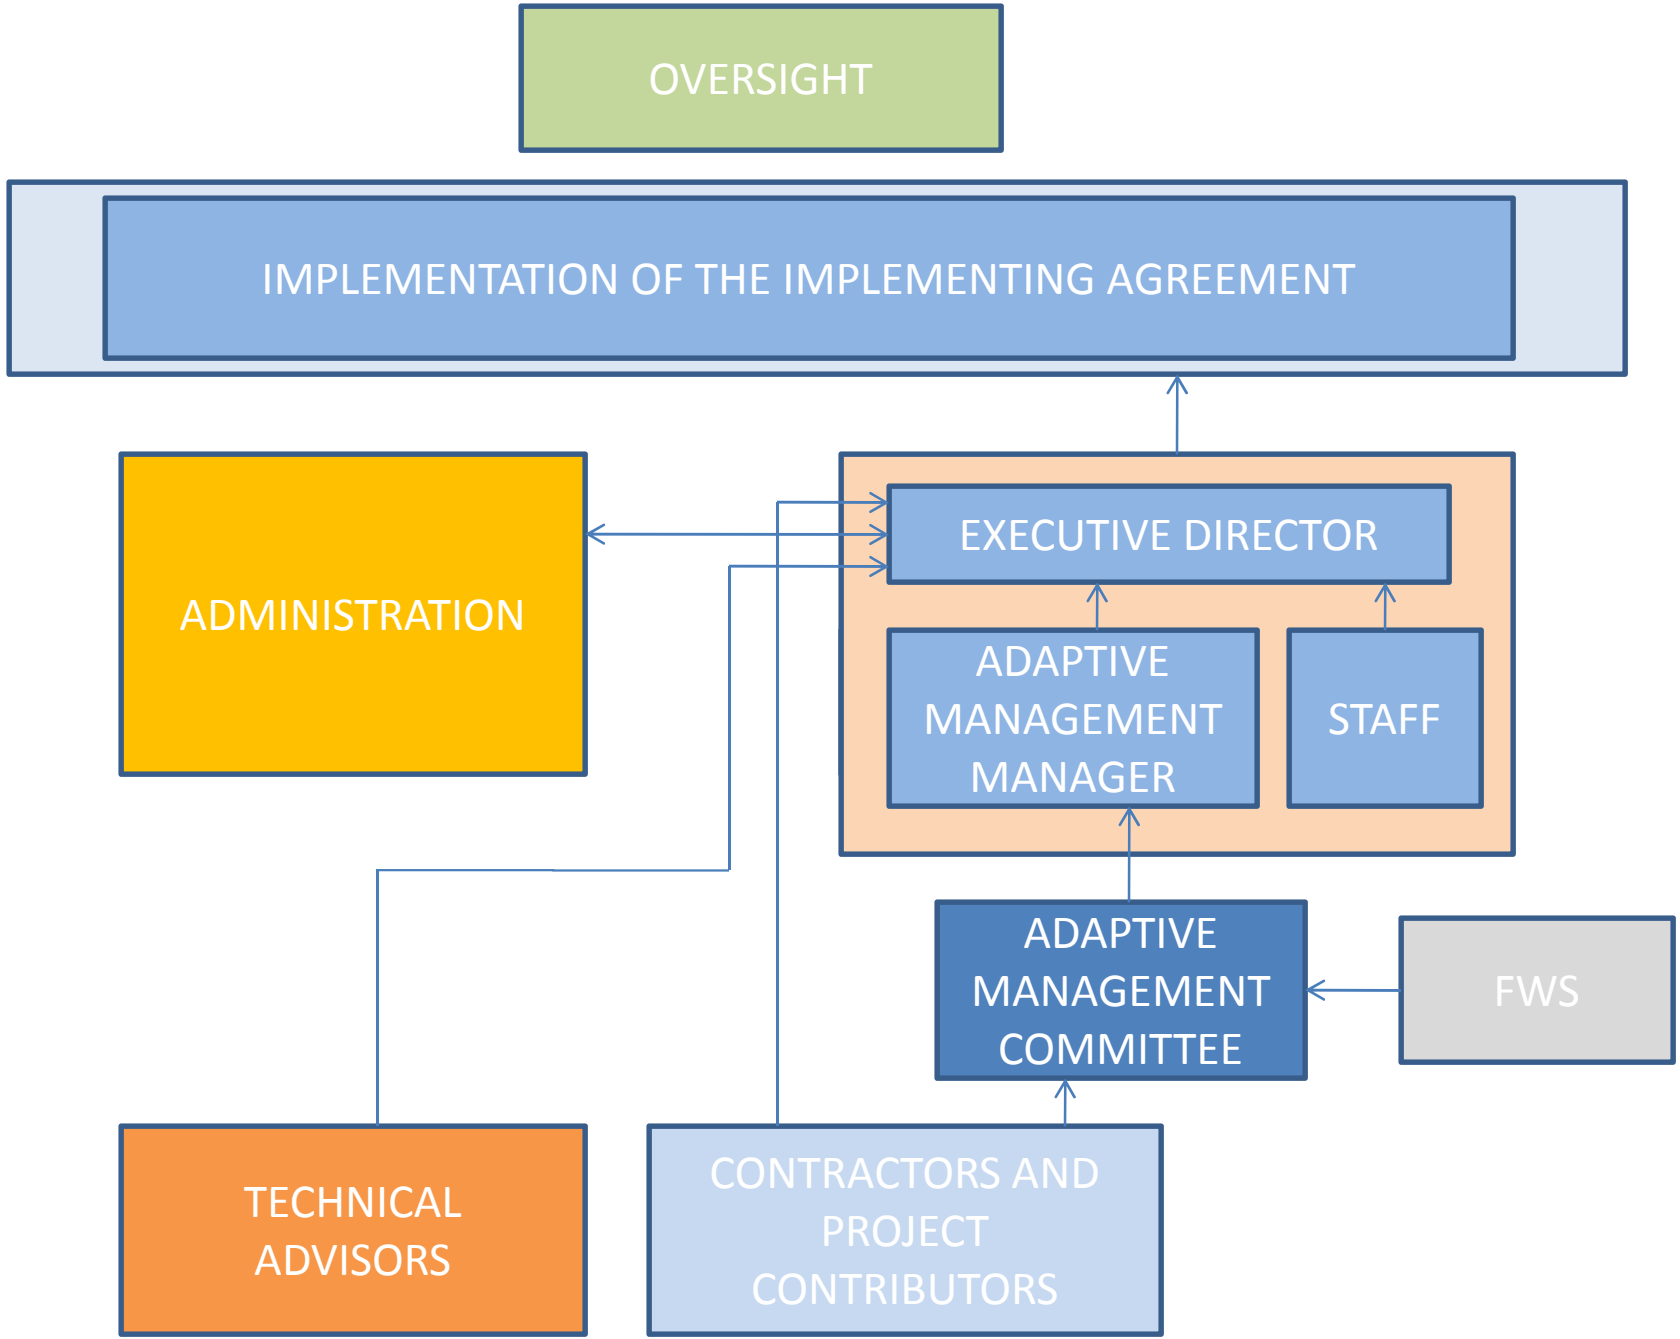 OVERSIGHT
IMPLEMENTATION OF THE IMPLEMENTING AGREEMENT
ADMINISTRATION
EXECUTIVE DIRECTOR
ADAPTIVE
MANAGEMENT
MANAGER
STAFF
ADAPTIVE
MANAGEMENT
COMMITTEE
FWS
TECHNICAL
ADVISORS
CONTRACTORS AND
PROJECT
CONTRIBUTORS